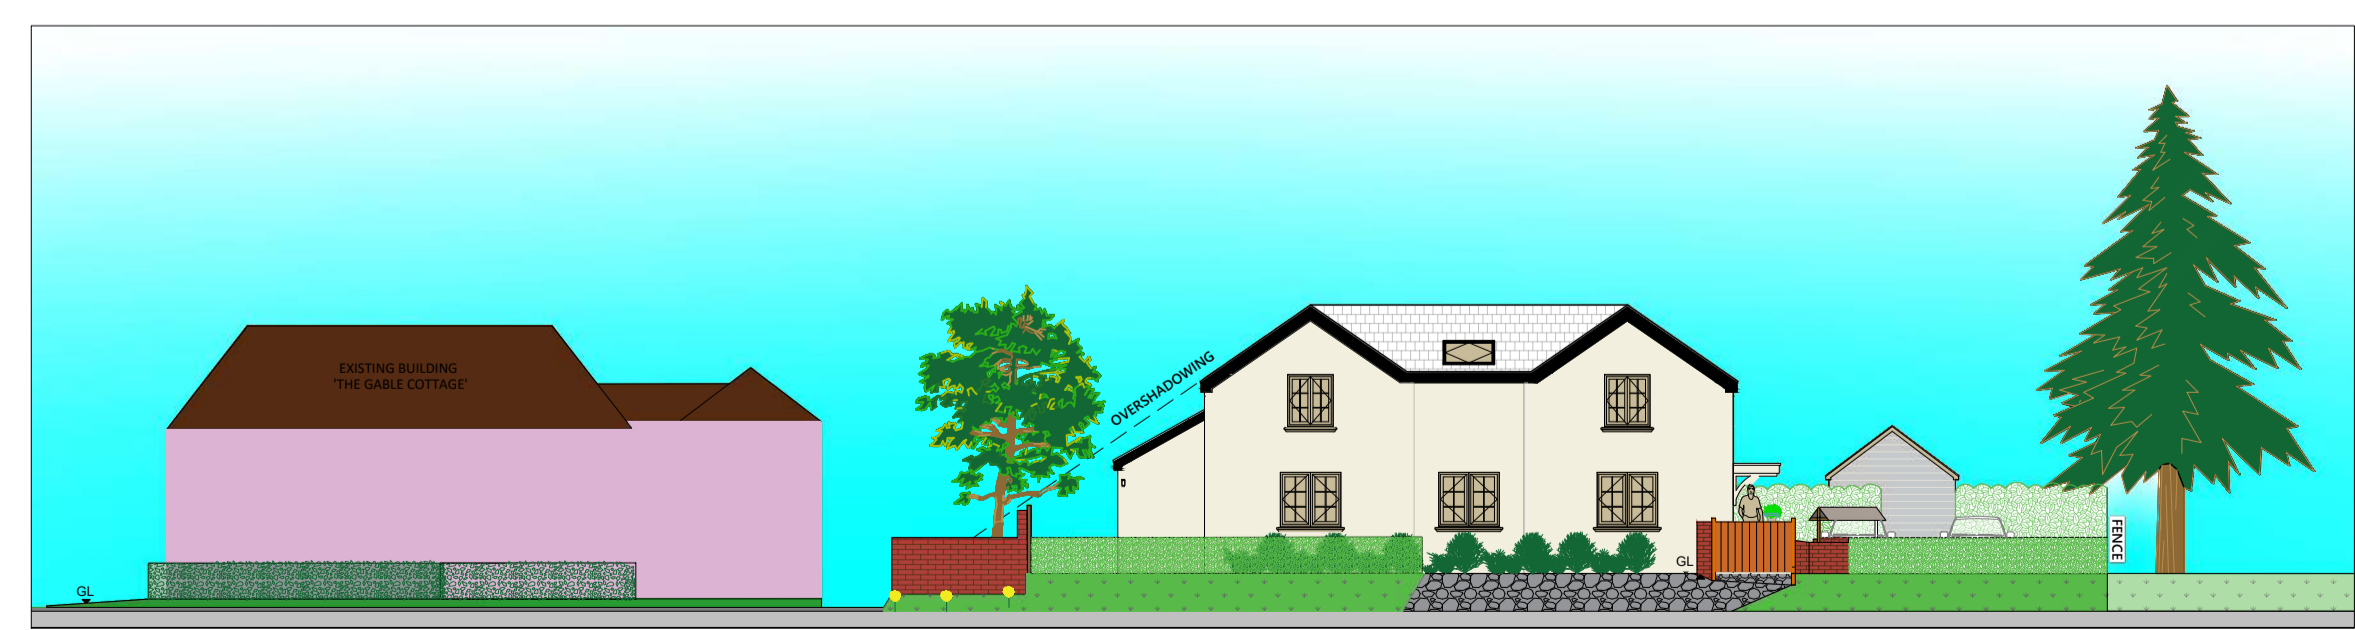 EXISTING BUILDING
'THE GABLE COTTAGE'
OVERSHADOWING
GL
GL
FENCE